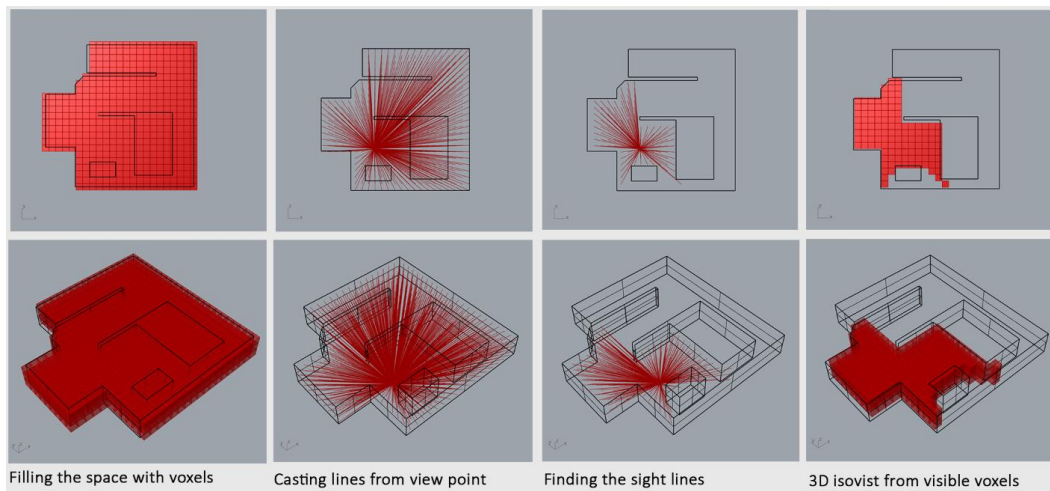 Filling the space with voxels
Casting lines from view point
Finding the sight lines
3D isovist from visible voxels